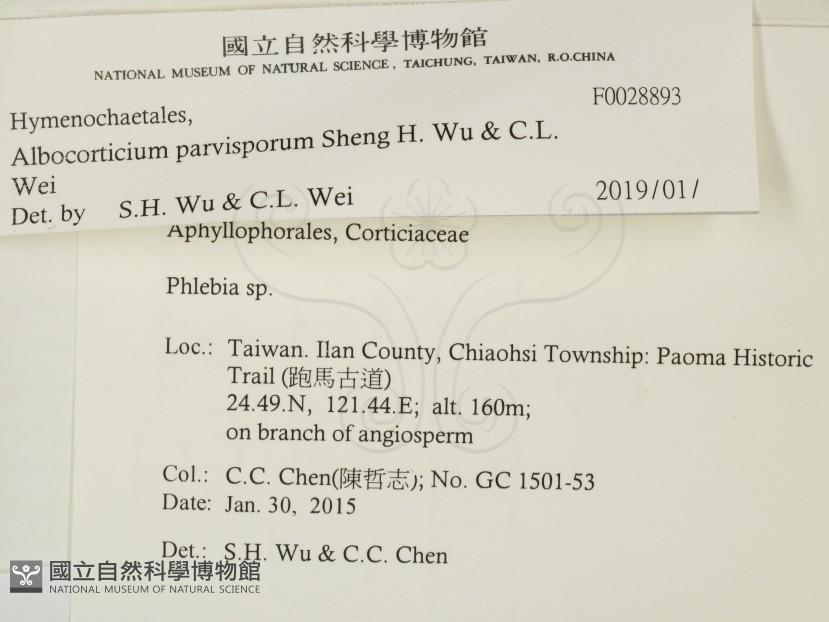 國立自然科學博物館
NATIONAL MUSEUM OF NATURAL SCIENCE, TAICHUNG, TAIWAN, R.O.CHINA
F0028893
Hymenochaetales,
Albocorticium parvisporum Sheng H. Wu & C.L.
Wei
Det. by S.H. Wu & C.L. Wei 2019/01/
Aphyllophorales, Corticiaceae
Phlebia sp.
Loc.: Taiwan. Ilan County, Chiaohsi Township: Paoma Historic
Trail (跑馬古道)
24.49.N, 121.44.E; alt. 160m;
on branch of angiosperm
Col.: C.C. Chen(陳哲志); No. GC 1501-53
Date: Jan. 30, 2015
Det.: S.H. Wu & C.C. Chen
國立自然科學博物館
NATIONAL MUSEUM OF NATURAL SCIENCE